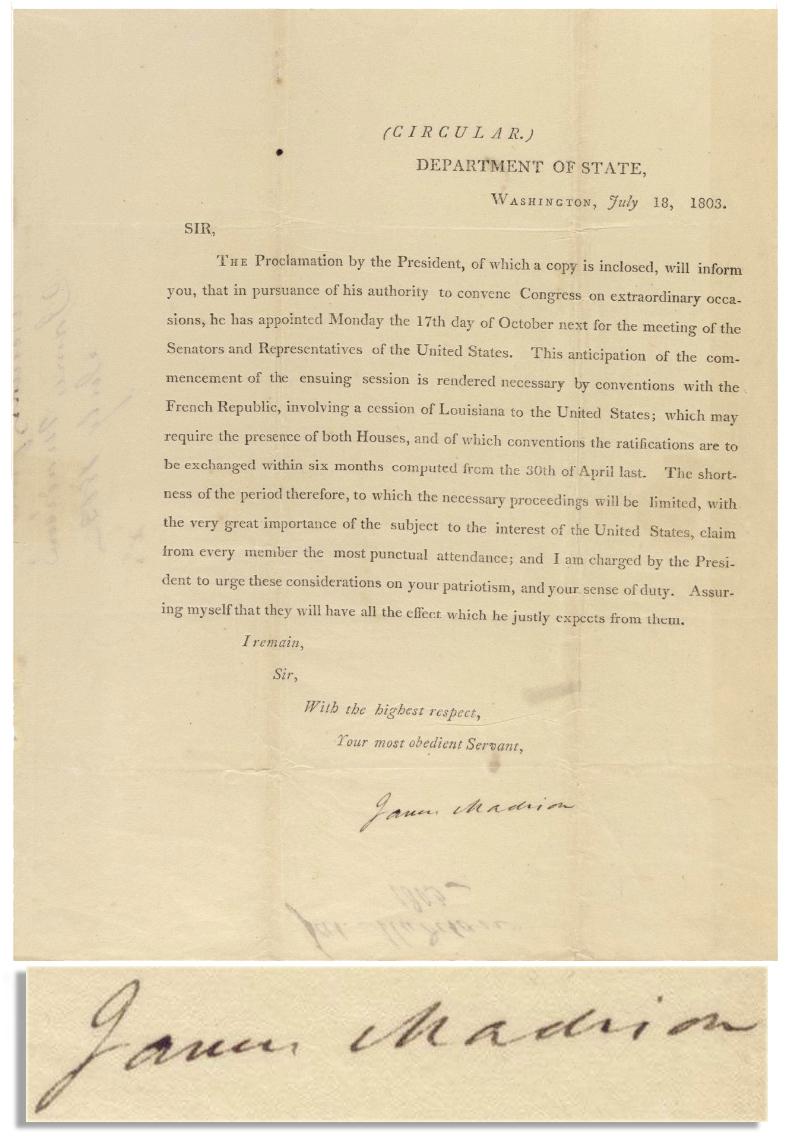 (CIRCULAR.)
DEPARTMENT OF STATE,
WASHINGTON, July 18, 1803.
SIR,
THE Proclamation by the President, of which a copy is inclosed, will inform
you, that in pursuance of his authority to convene Congress on extraordinary occa-
sions, he has appointed Monday the 17th day of October next for the meeting of the
Senators and Representatives of the United States. This anticipation of the com-
mencement of the ensuing session is rendered necessary by conventions with the
French Republic, involving a cession of Louisiana to the United States; which may
require the presence of both Houses, and of which conventions the ratifications are to
be exchanged within six months computed from the 30th of April last. The short-
ness of the period therefore, to which the necessary proceedings will be limited, with
the very great importance of the subject to the interest of the United States, claim
from every member the most punctual attendance; and I am charged by the Presi-
dent to urge these considerations on your patriotism, and your sense of duty. Assur-
ing myself that they will have all the effect which he justly expects from them.
I remain,
Sir,
With the highest respect,
Your most obedient Servant,
James Madison
James Madison